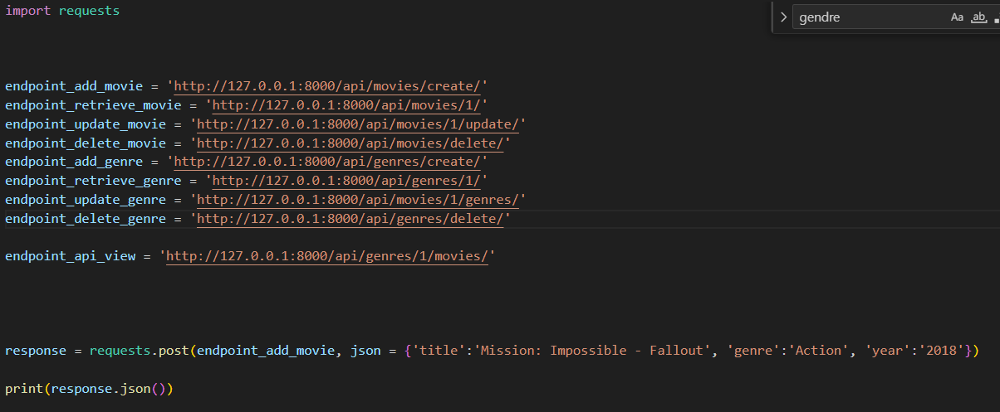 import requests
gendre
Aa ab
endpoint_add_movie = 'http://127.0.0.1:8000/api/movies/create/'
endpoint_retrieve_movie = 'http://127.0.0.1:8000/api/movies/1/'
endpoint_update_movie = 'http://127.0.0.1:8000/api/movies/1/update/'
endpoint_delete_movie = 'http://127.0.0.1:8000/api/movies/delete/'
endpoint_add_genre = 'http://127.0.0.1:8000/api/genres/create/'
endpoint_retrieve_genre = 'http://127.0.0.1:8000/api/genres/1/'
endpoint_update_genre = 'http://127.0.0.1:8000/api/movies/1/genres/'
endpoint_delete_genre = 'http://127.0.0.1:8000/api/genres/delete/'
endpoint_api_view = 'http://127.0.0.1:8000/api/genres/1/movies/'
response = requests.post(endpoint_add_movie, json = {'title':'Mission: Impossible - Fallout', 'genre':'Action', 'year':'2018'})
print(response.json())